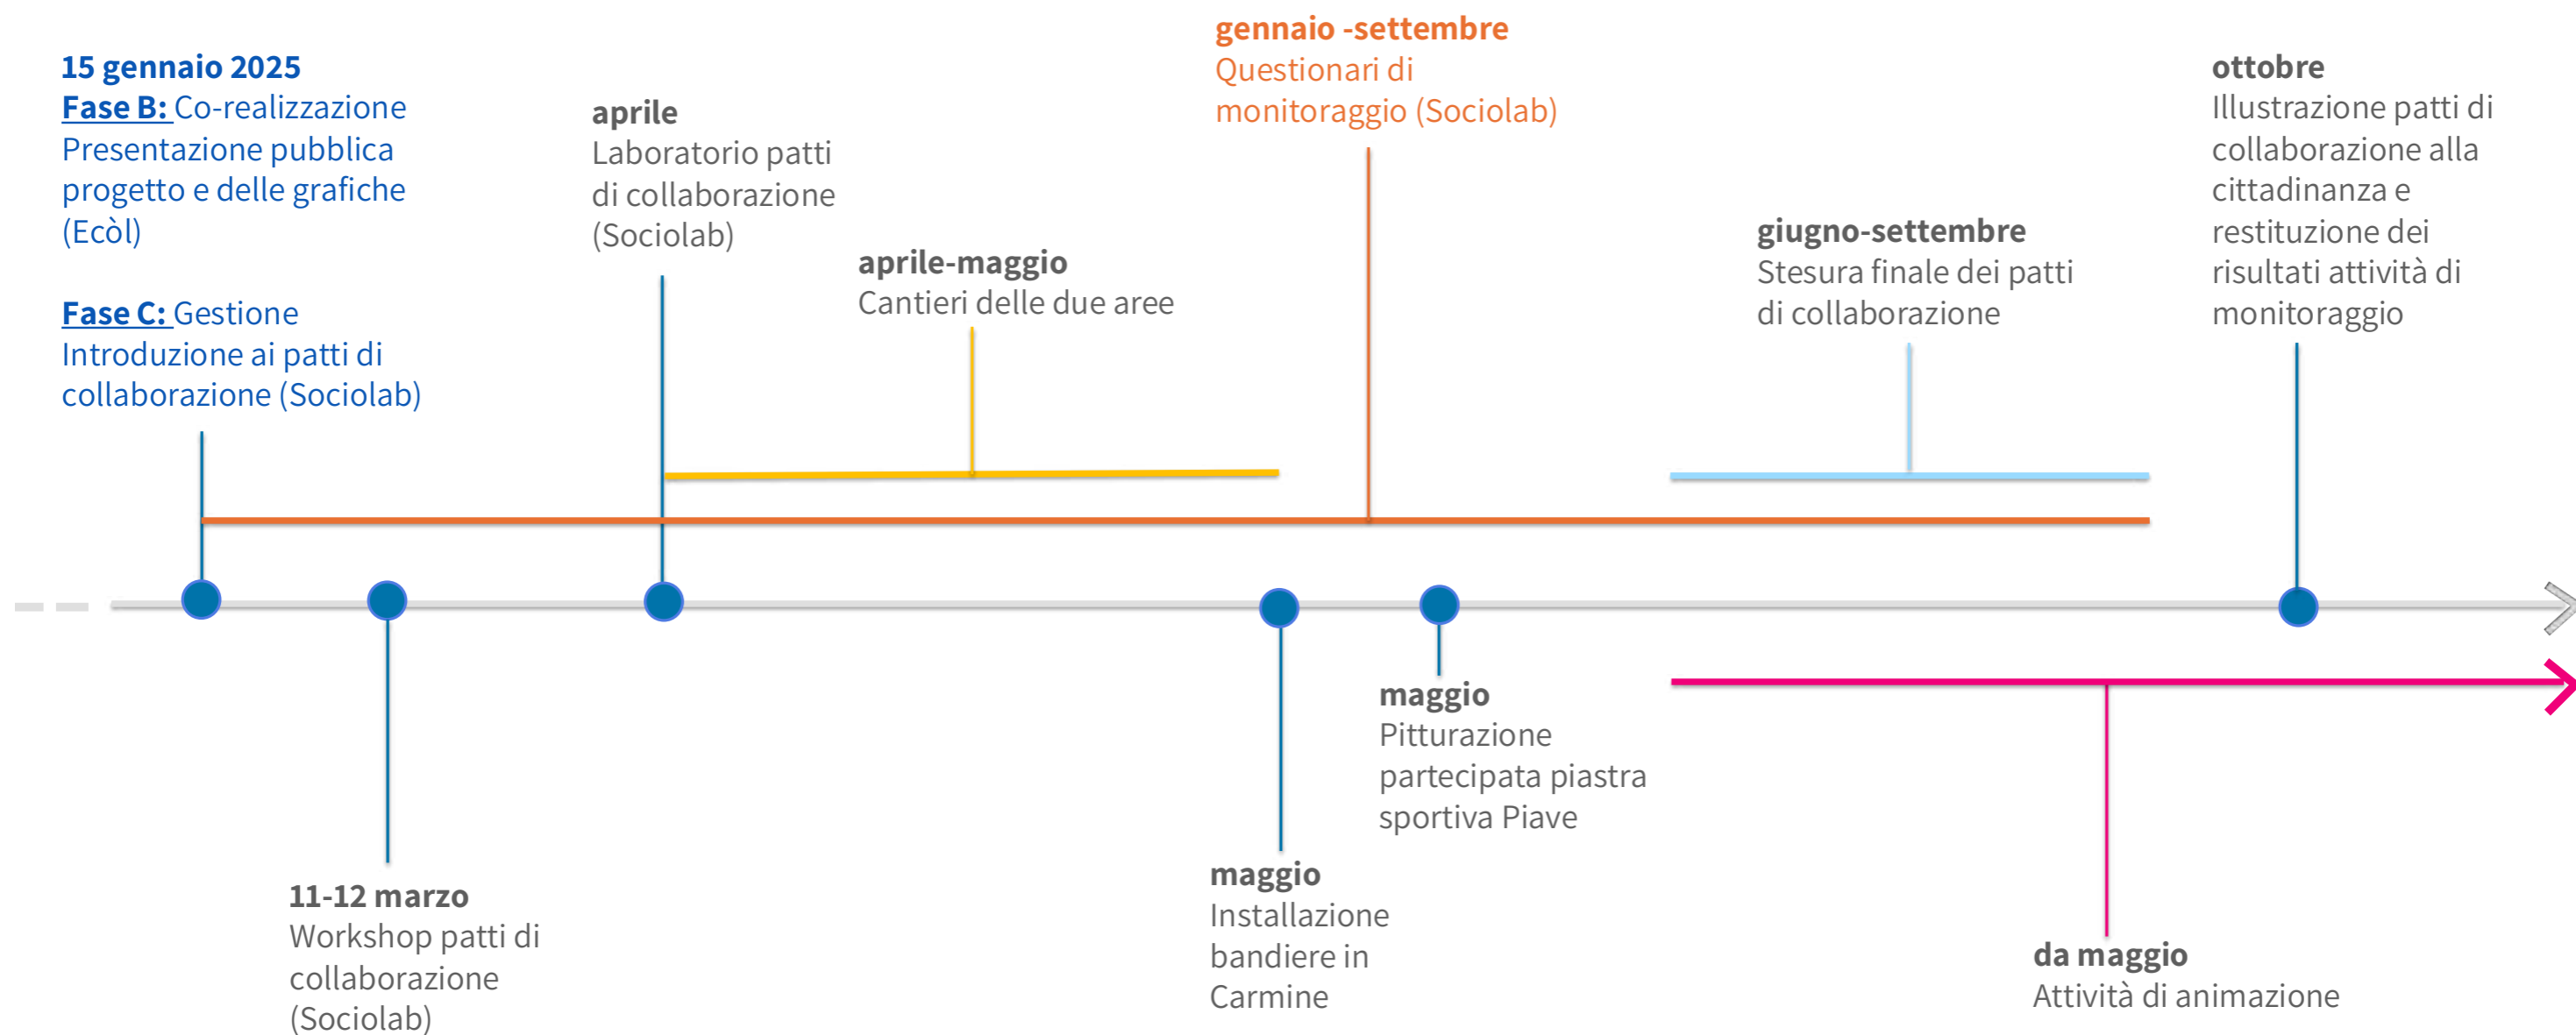 15 gennaio 2025
Fase B: Co-realizzazione
Presentazione pubblica
progetto e delle grafiche
(Ecòl)
Fase C: Gestione
Introduzione ai patti di
collaborazione (Sociolab)
11-12 marzo
Workshop patti di
collaborazione
(Sociolab)
aprile
Laboratorio patti
di collaborazione
(Sociolab)
aprile-maggio
Cantieri delle due aree
gennaio -settembre
Questionari di
monitoraggio (Sociolab)
maggio
Installazione
bandiere in
Carmine
maggio
Pitturazione
partecipata piastra
sportiva Piave
giugno-settembre
Stesura finale dei patti
di collaborazione
da maggio
Attività di animazione
ottobre
Illustrazione patti di
collaborazione alla
cittadinanza e
restituzione dei
risultati attività di
monitoraggio